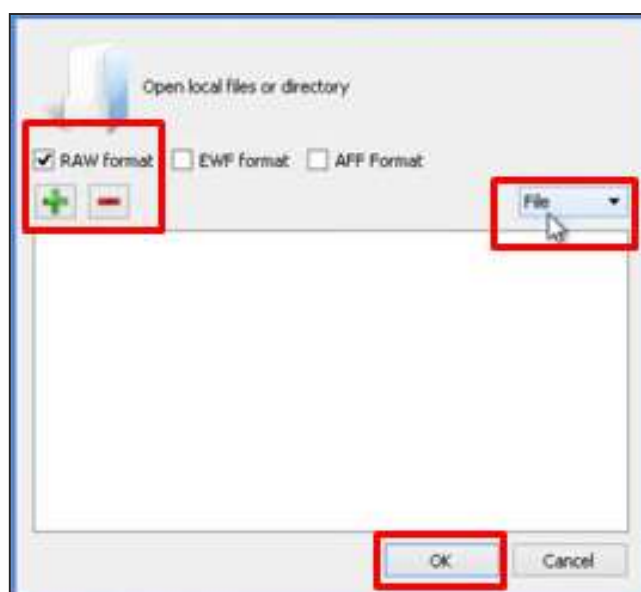 Open local files or directory
RAW format EWF format AFF Format
File
OK Cancel